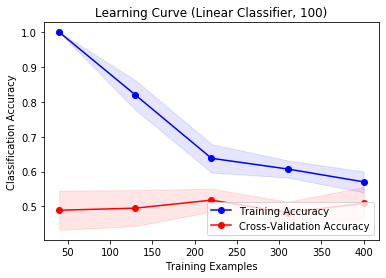 Learning Curve (Linear Classifier, 100)
Classification Accuracy
1.0
0.9
0.8
0.7
0.6
0.5
Training Accuracy
Cross-Validation Accuracy
50 100 150 200 250 300 350 400
Training Examples